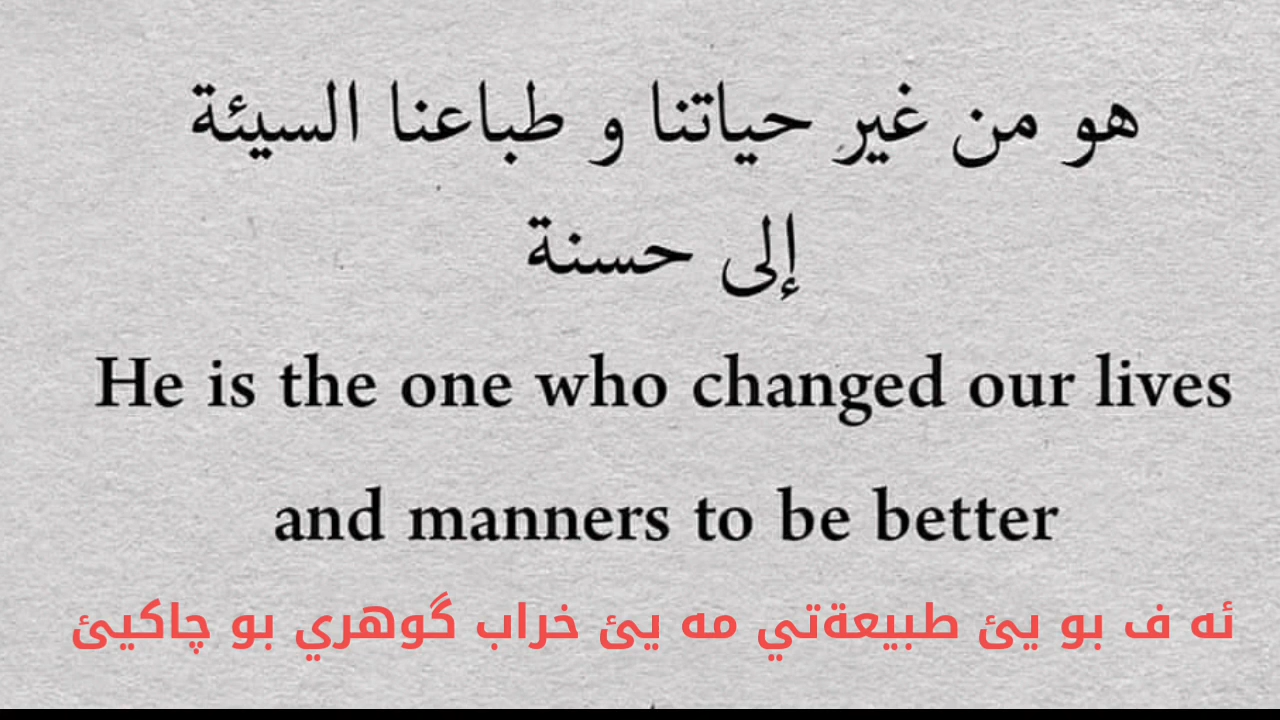 هو من غير حياتنا و طباعنا السيئة
إلى حسنة
He is the one who changed our lives
and manners to be better
ئه ف بو يئ طبيعةتي مه يئ خراب گوهري بو چاكيئ